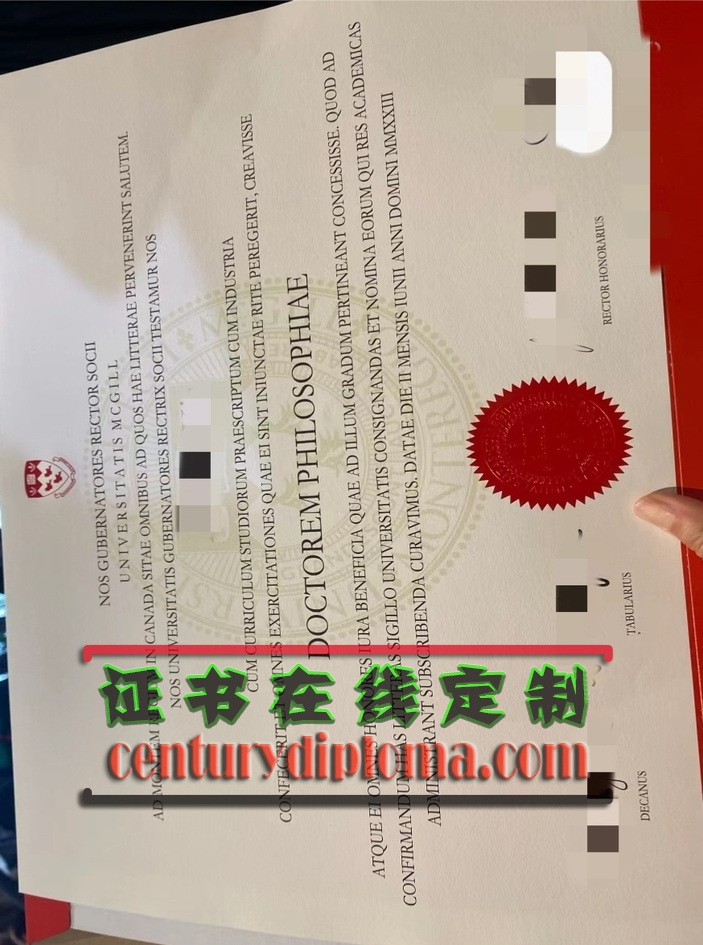 NOS GUBERNATORES RECTOR SOCII
UNIVERSITATIS MCGILL
AD MONTEM IN CANADA SITAE OMNIBUS AD QUOS HAE LITTERAE PERVENERINT SALUTEM.
NOS UNIVERSITATIS GUBERNATORES RECTRIX SOCII TESTAMUR NOS
CUM CURRICULUM STUDIORUM PRAESCRIPTUM CUM INDUSTRIA
CONFECERIT OMNES EXERCITATIONES QUAE EI SINT INIUNCTAE RITE PEREGERIT, CREAVISSE
DOCTOREM PHILOSOPHIAE
ATQUE EI OMNES HONORES IURA BENEFICIA QUAE AD ILLUM GRADUM PERTINEANT CONCESSISSE. QUOD AD
CONFIRMANDUM HAS LITTERAS SIGILLO UNIVERSITATIS CONSIGNANDAS ET NOMINA EORUM QUI RES ACADEMICAS
ADMINISTRANT SUBSCRIBENDA CURAVIMUS. DATAE DIE II MENSIS IUNII ANNI DOMINI MMXXIII
DECANUS
TABULARIUS
RECTOR HONORARIUS
证书在线定制
centurydiploma.com